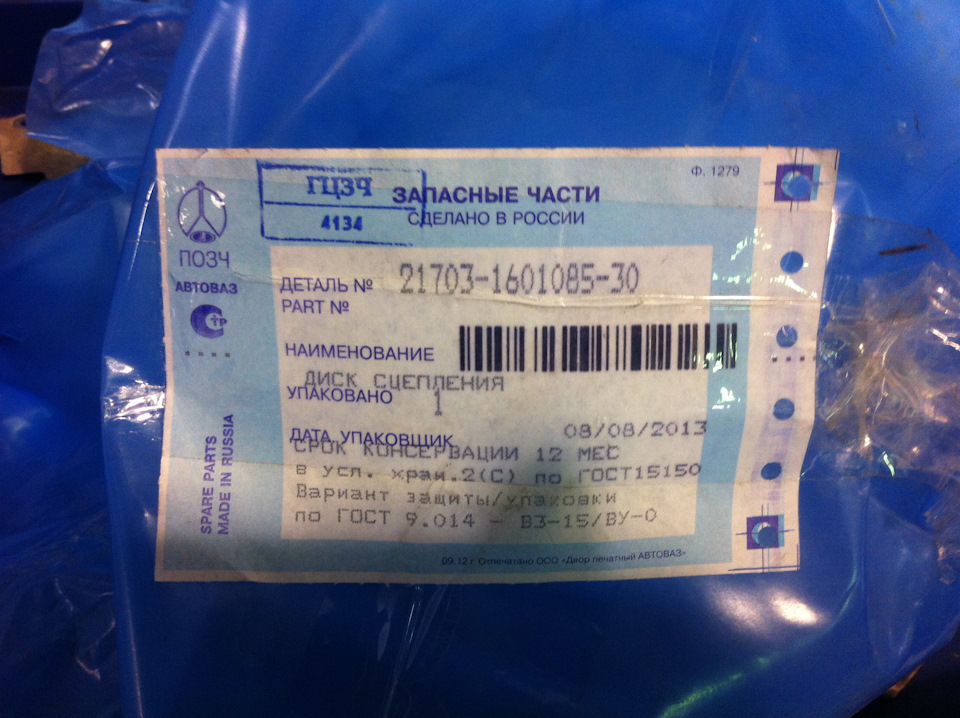 Ф. 1279
ГЦЗЧ
4134
ЗАПАСНЫЕ ЧАСТИ
СДЕЛАНО В РОССИИ
ПОЗЧ
АВТОВАЗ
ТР
ДЕТАЛЬ № 21703-1601085-30
PART №
НАИМЕНОВАНИЕ
ДИСК СЦЕПЛЕНИЯ
УПАКОВАНО 1
ДАТА, УПАКОВЩИК 08/08/2013
СРОК КОНСЕРВАЦИИ 12 МЕС
в усл. хран.2(С) по ГОСТ15150
Вариант защиты/упаковки
по ГОСТ 9.014 - ВЗ-15/ВУ-0
SPARE PARTS
MADE IN RUSSIA
09.12 г. Отпечатано ООО «Двор печатный АВТОВАЗ»